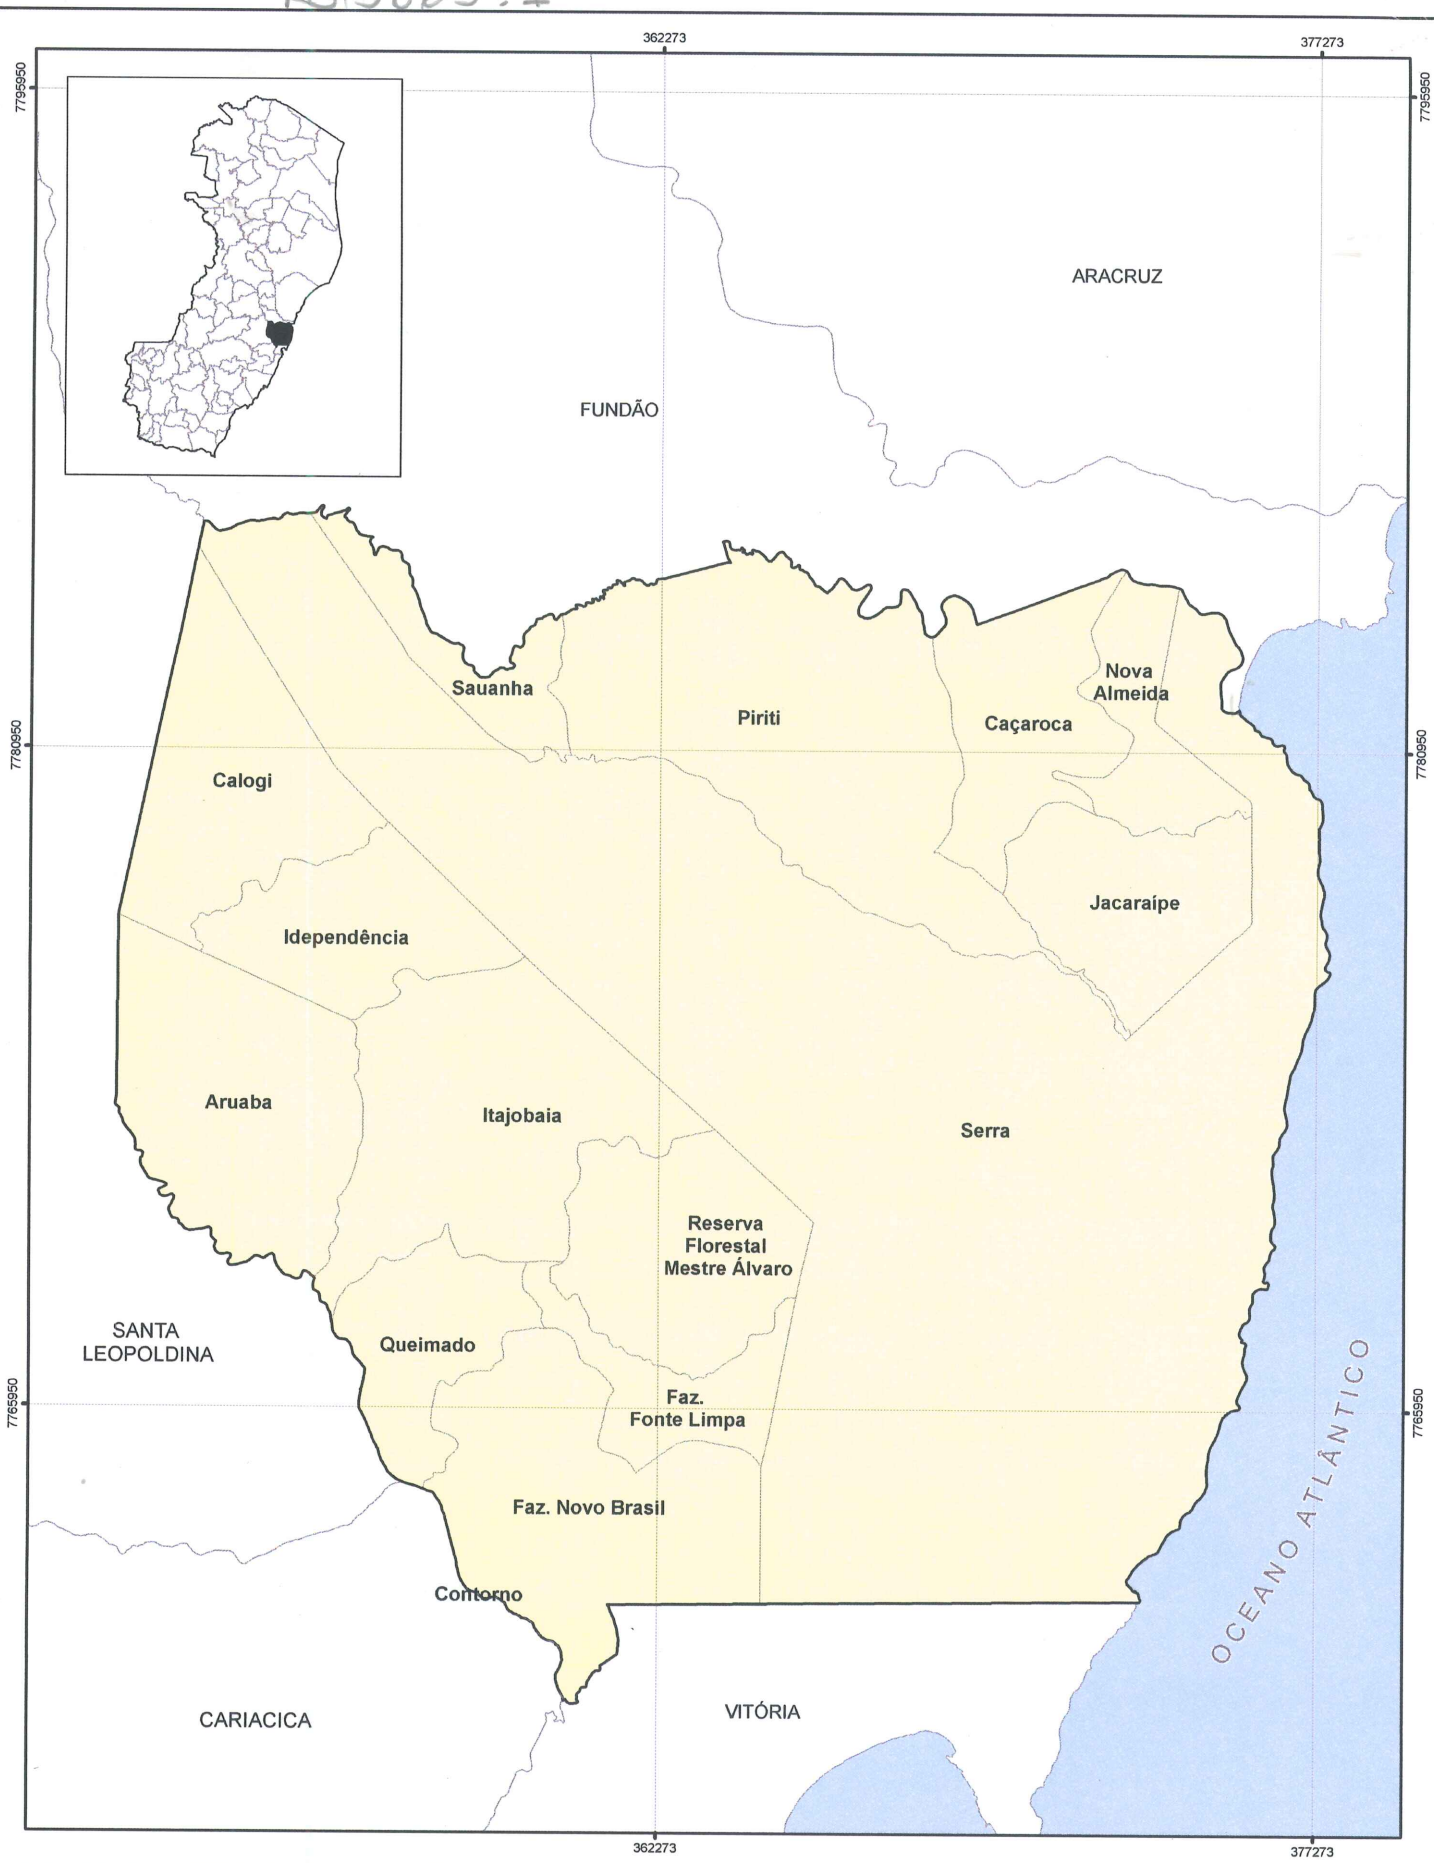 362273
377273
7795950
7795950
ARACRUZ
FUNDÃO
Nova
Almeida
Sauanha
Piriti
Caçaroca
7780950
7780950
Calogi
Jacaraípe
Idependência
Aruaba
Itajobaia
Serra
Reserva
Florestal
Mestre Álvaro
SANTA
LEOPOLDINA
Queimado
Faz.
Fonte Limpa
7765950
7765950
OCEANO ATLÂNTICO
Faz. Novo Brasil
Contorno
CARIACICA
VITÓRIA
362273
377273